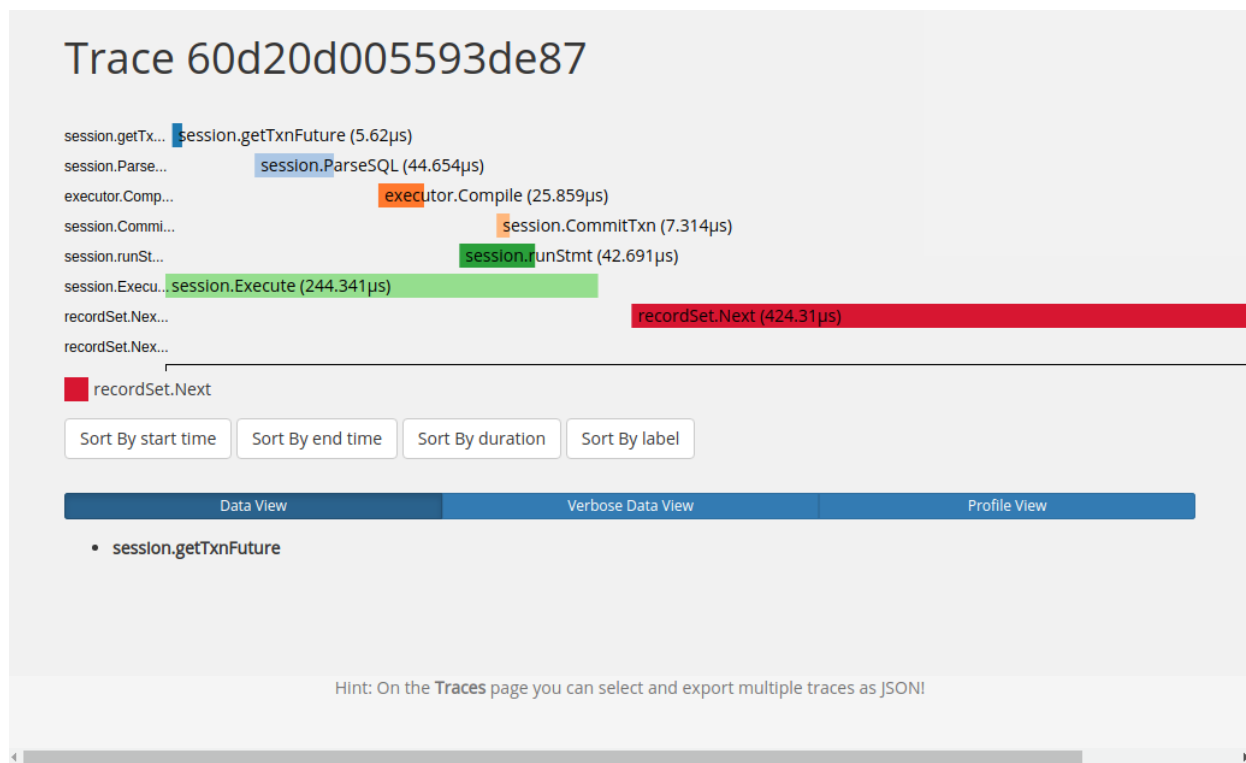 Trace 60d20d005593de87
session.getTx... session.getTxnFuture (5.62µs)
session.Parse... session.ParseSQL (44.654µs)
executor.Comp... executor.Compile (25.859µs)
session.Commi... session.CommitTxn (7.314µs)
session.runSt... session.runStmt (42.691µs)
session.Execu... session.Execute (244.341µs)
recordSet.Nex... recordSet.Next (424.31µs)
recordSet.Nex...
recordSet.Next
Sort By start time Sort By end time Sort By duration Sort By label
Data View Verbose Data View Profile View
• session.getTxnFuture
Hint: On the Traces page you can select and export multiple traces as JSON!